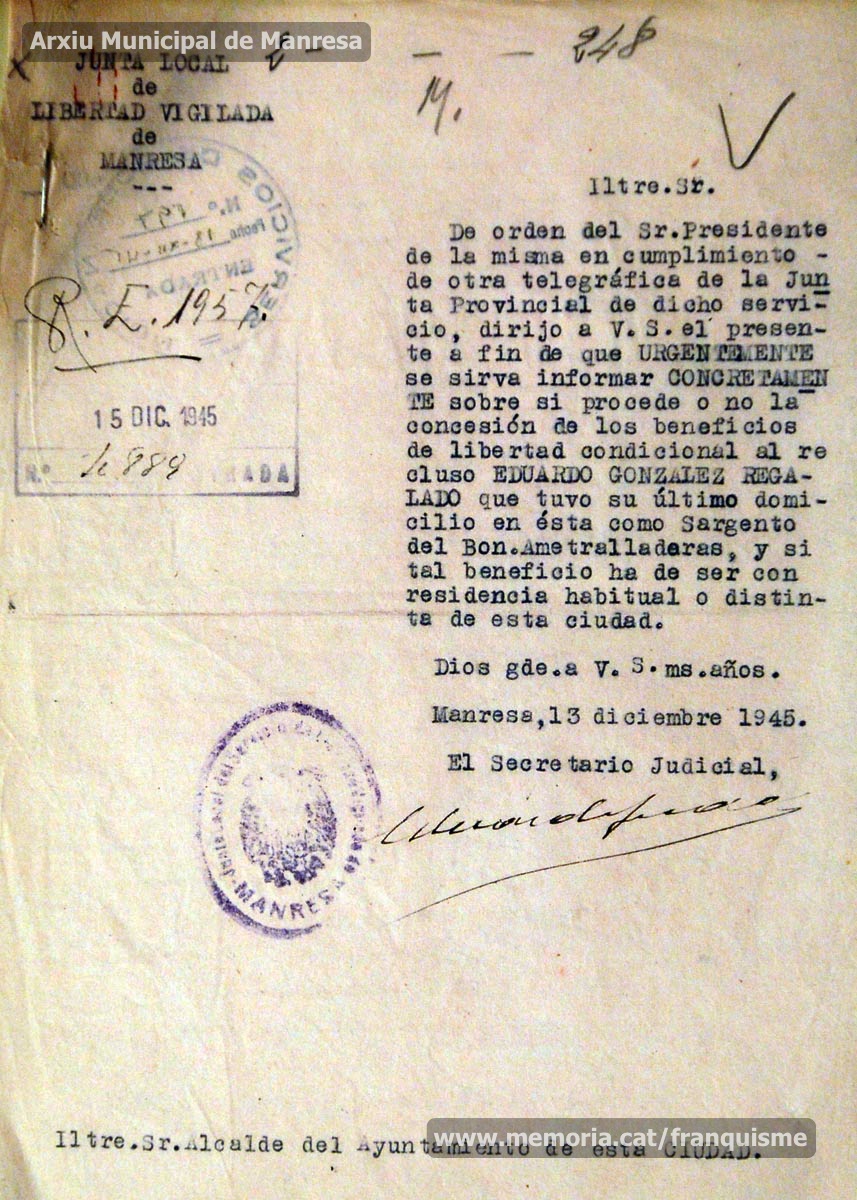 Arxiu Municipal de Manresa
248
JUNTA LOCAL
de
LIBERTAD VIGILADA
de
MANRESA
---
M.
Iltre.Sr.
De orden del Sr.Presidente
de la misma en cumplimiento -
de otra telegráfica de la Jun
ta Provincial de dicho servi-
cio, dirijo a V.S.el presen-
te a fin de que URGENTEMENTE
se sirva informar CONCRETAMEN
TE sobre si procede o no la
concesión de los beneficios
de libertad condicional al re
cluso EDUARDO GONZALEZ REGA-
LADO que tuvo su último domi-
cilio en ésta como Sargento
del Bon.Ametralladeras, y si
tal beneficio ha de ser con
residencia habitual o distin-
ta de esta ciudad.
Dios gde.a V.S.ms.años.
Manresa,13 diciembre 1945.
El Secretario Judicial,
R.E.1957.
ENTRADA
15 DIC. 1945
N.º
MANRESA
Iltre.Sr.Alcalde del Ayuntamiento de esta CIUDAD.
www.memoria.cat/franquisme